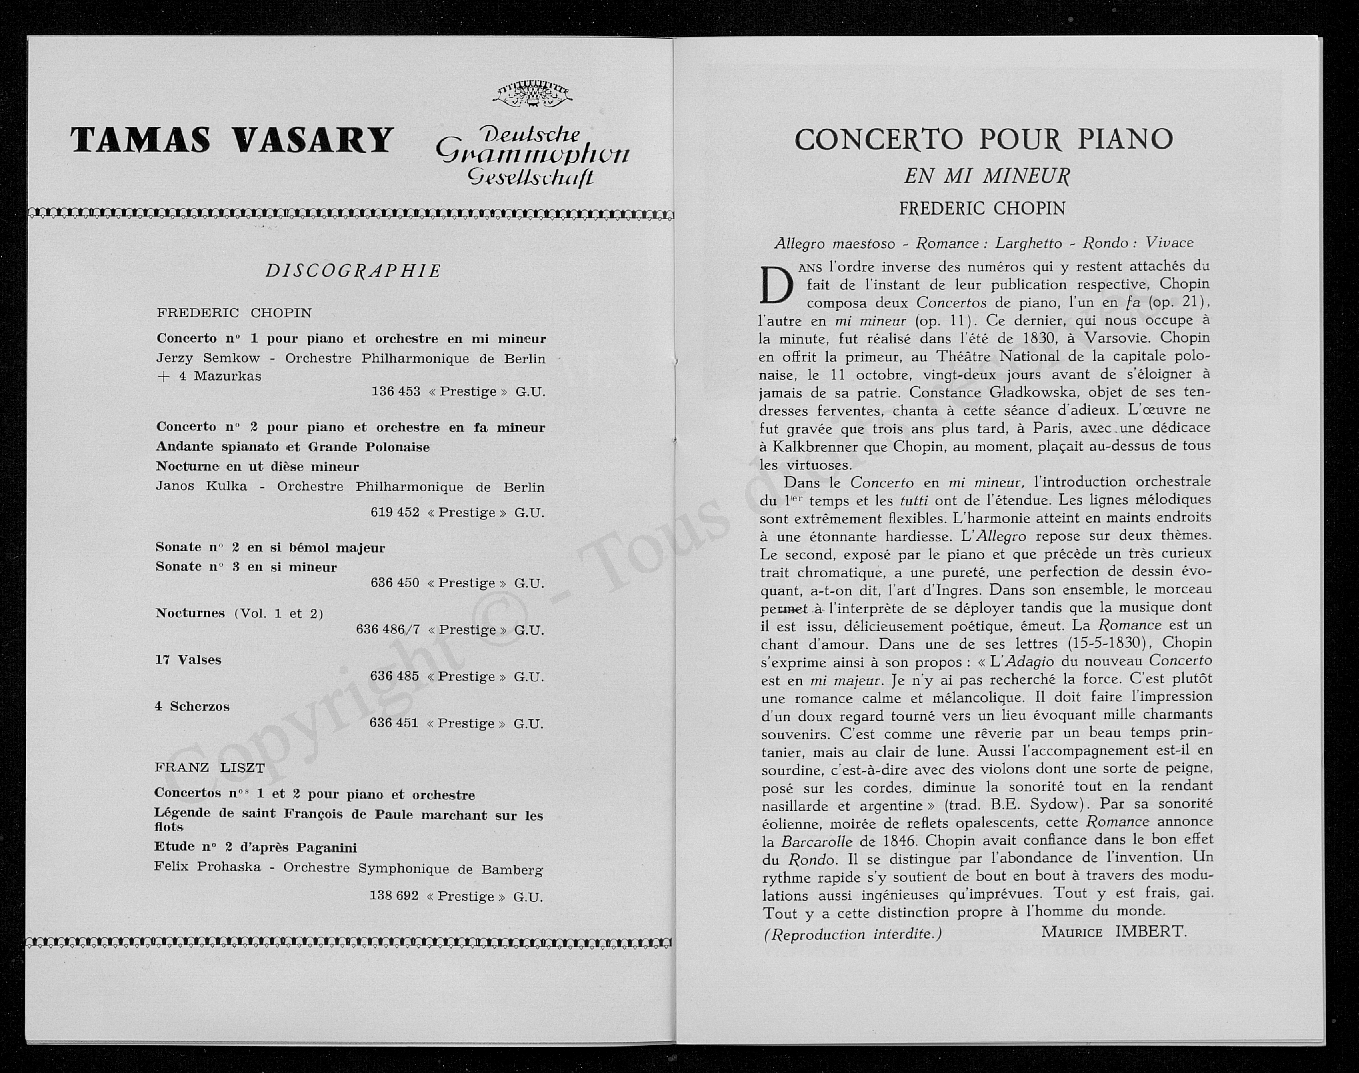 TAMAS VASARY
Deutsche
Grammophon
Gesellschaft
DISCOGRAPHIE
FREDERIC CHOPIN
Concerto n° 1 pour piano et orchestre en mi mineur
Jerzy Semkow - Orchestre Philharmonique de Berlin
+ 4 Mazurkas
136 453 « Prestige » G.U.
Concerto n° 2 pour piano et orchestre en fa mineur
Andante spianato et Grande Polonaise
Nocturne en ut dièse mineur
Janos Kulka - Orchestre Philharmonique de Berlin
619 452 « Prestige » G.U.
Sonate n° 2 en si bémol majeur
Sonate n° 3 en si mineur
636 450 « Prestige » G.U.
Nocturnes (Vol. 1 et 2)
636 486/7 « Prestige » G.U.
17 Valses
636 485 « Prestige » G.U.
4 Scherzos
636 451 « Prestige » G.U.
FRANZ LISZT
Concertos nos 1 et 2 pour piano et orchestre
Légende de saint François de Paule marchant sur les
flots
Etude n° 2 d'après Paganini
Felix Prohaska - Orchestre Symphonique de Bamberg
138 692 « Prestige » G.U.
CONCERTO POUR PIANO
EN MI MINEUR
FREDERIC CHOPIN
Allegro maestoso - Romance : Larghetto - Rondo : Vivace
DANS l'ordre inverse des numéros qui y restent attachés du
fait de l'instant de leur publication respective, Chopin
composa deux Concertos de piano, l'un en fa (op. 21),
l'autre en mi mineur (op. 11). Ce dernier, qui nous occupe à
la minute, fut réalisé dans l'été de 1830, à Varsovie. Chopin
en offrit la primeur, au Théâtre National de la capitale polo-
naise, le 11 octobre, vingt-deux jours avant de s'éloigner à
jamais de sa patrie. Constance Gladkowska, objet de ses ten-
dresses ferventes, chanta à cette séance d'adieux. L'œuvre ne
fut gravée que trois ans plus tard, à Paris, avec une dédicace
à Kalkbrenner que Chopin, au moment, plaçait au-dessus de tous
les virtuoses.
Dans le Concerto en mi mineur, l'introduction orchestrale
du 1er temps et les tutti ont de l'étendue. Les lignes mélodiques
sont extrêmement flexibles. L'harmonie atteint en maints endroits
à une étonnante hardiesse. L'Allegro repose sur deux thèmes.
Le second, exposé par le piano et que précède un très curieux
trait chromatique, a une pureté, une perfection de dessin évo-
quant, a-t-on dit, l'art d'Ingres. Dans son ensemble, le morceau
permet à l'interprète de se déployer tandis que la musique dont
il est issu, délicieusement poétique, émeut. La Romance est un
chant d'amour. Dans une de ses lettres (15-5-1830), Chopin
s'exprime ainsi à son propos : « L'Adagio du nouveau Concerto
est en mi majeur. Je n'y ai pas recherché la force. C'est plutôt
une romance calme et mélancolique. Il doit faire l'impression
d'un doux regard tourné vers un lieu évoquant mille charmants
souvenirs. C'est comme une rêverie par un beau temps prin-
tanier, mais au clair de lune. Aussi l'accompagnement est-il en
sourdine, c'est-à-dire avec des violons dont une sorte de peigne,
posé sur les cordes, diminue la sonorité tout en la rendant
nasillarde et argentine » (trad. B.E. Sydow). Par sa sonorité
éolienne, moirée de reflets opalescents, cette Romance annonce
la Barcarolle de 1846. Chopin avait confiance dans le bon effet
du Rondo. Il se distingue par l'abondance de l'invention. Un
rythme rapide s'y soutient de bout en bout à travers des modu-
lations aussi ingénieuses qu'imprévues. Tout y est frais, gai.
Tout y a cette distinction propre à l'homme du monde.
(Reproduction interdite.) MAURICE IMBERT.
Copyright © - Tous droits réservés